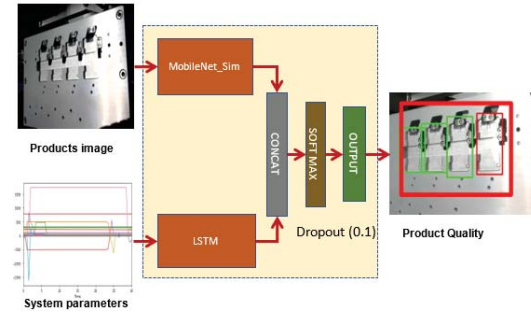 MobileNet_Sim
Products image
CONCAT
SOFT MAX
OUTPUT
LSTM
Dropout (0.1)
Product Quality
System parameters